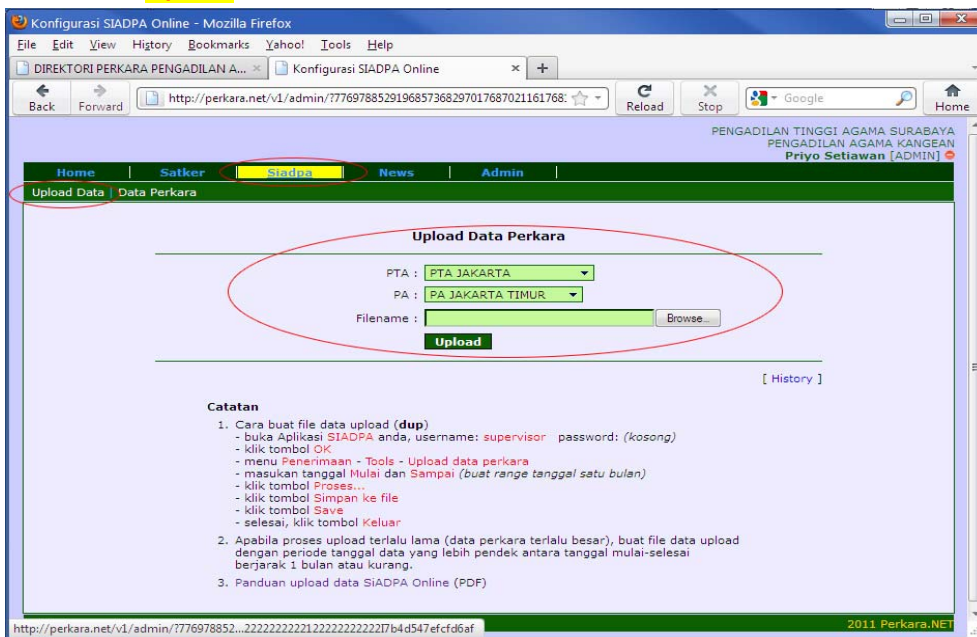 Konfigurasi SIADPA Online - Mozilla Firefox
File Edit View History Bookmarks Yahoo! Tools Help
DIREKTORI PERKARA PENGADILAN A... Konfigurasi SIADPA Online
Back Forward Reload Stop Google Home
PENGADILAN TINGGI AGAMA SURABAYA
PENGADILAN AGAMA KANGEAN
Priyo Setiawan [ADMIN]
Home | Satker | Siadpa | News | Admin |
Upload Data | Data Perkara
Upload Data Perkara
PTA : PTA JAKARTA
PA : PA JAKARTA TIMUR
Filename : Browse...
Upload
[ History ]
Catatan
1. Cara buat file data upload (dup)
- buka Aplikasi SIADPA anda, username: supervisor password: (kosong)
- klik tombol OK
- menu Penerimaan - Tools - Upload data perkara
- masukan tanggal Mulai dan Sampai (buat range tanggal satu bulan)
- klik tombol Proses...
- klik tombol Simpan ke file
- klik tombol Save
- selesai, klik tombol Keluar
2. Apabila proses upload terlalu lama (data perkara terlalu besar), buat file data upload
dengan periode tanggal data yang lebih pendek antara tanggal mulai-selesai
berjarak 1 bulan atau kurang.
3. Panduan upload data SiADPA Online (PDF)
2011 Perkara.NET